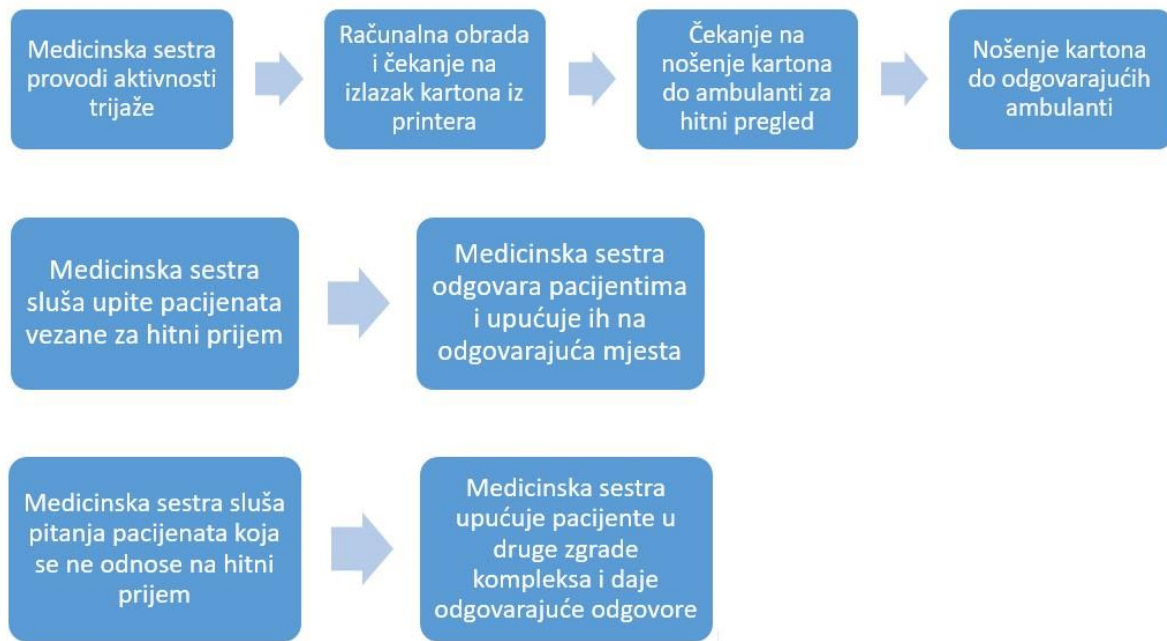 Medicinska sestra
provodi aktivnosti
trijaže
Računalna obrada
i čekanje na
izlazak kartona iz
printera
Čekanje na
nošenje kartona
do ambulanti za
hitni pregled
Nošenje kartona
do odgovarajućih
ambulanti
Medicinska sestra
sluša upite pacijenata
vezane za hitni prijem
Medicinska sestra
odgovara pacijentima
i upućuje ih na
odgovarajuća mjesta
Medicinska sestra sluša
pitanja pacijenata koja
se ne odnose na hitni
prijem
Medicinska sestra
upućuje pacijente u
druge zgrade
kompleksa i daje
odgovarajuće odgovore